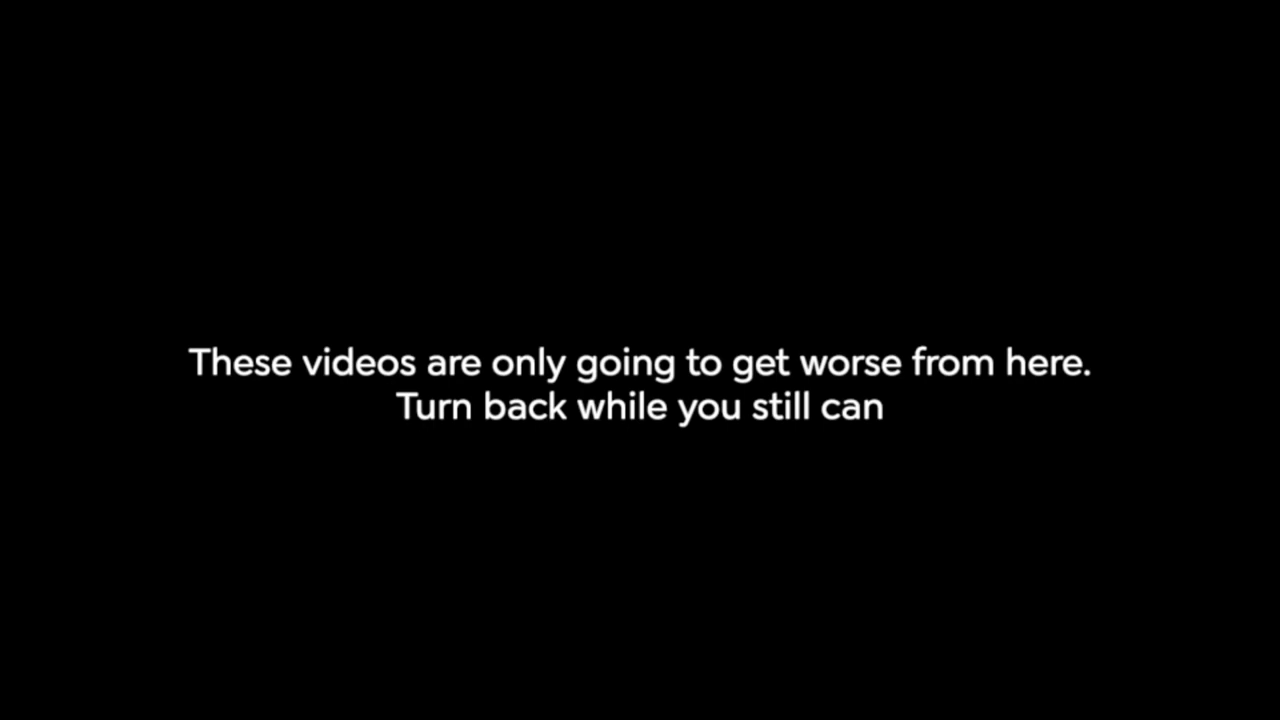 These videos are only going to get worse from here.
Turn back while you still can